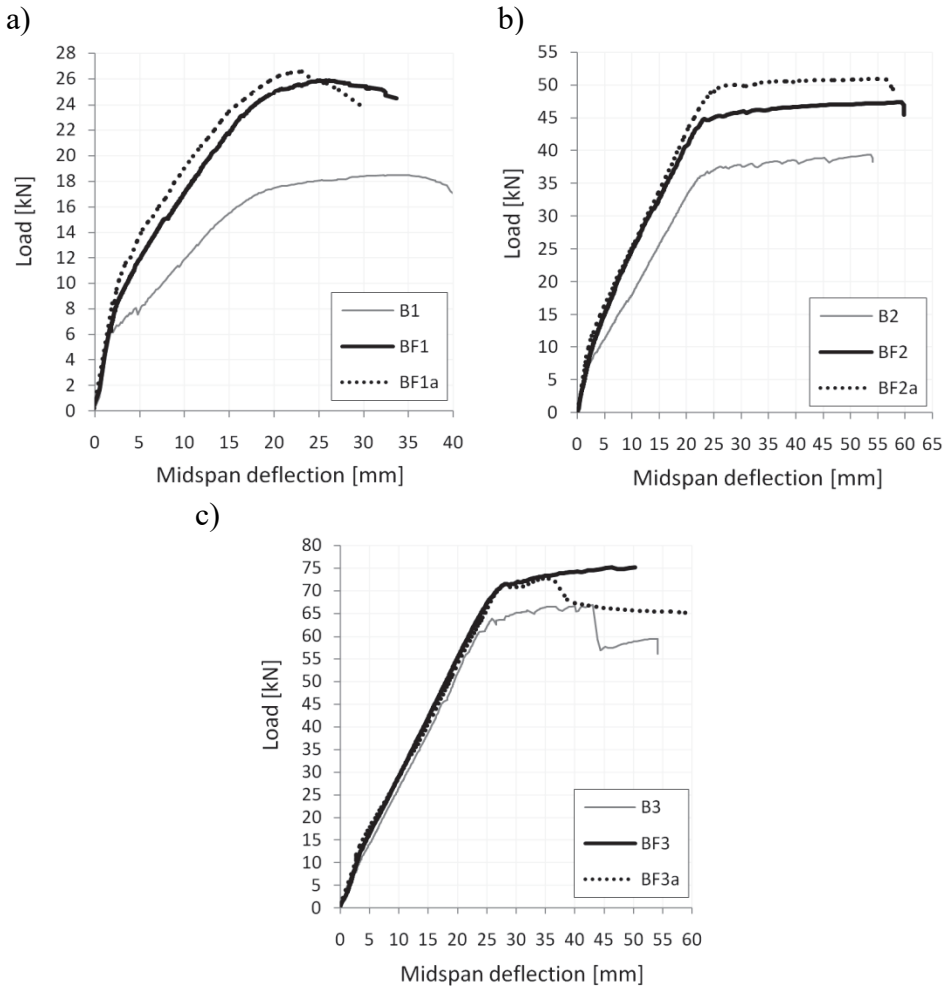 a)
28
26
24
22
20
18
16
14
12
10
8
6
4
2
0
Load [kN]
0 5 10 15 20 25 30 35 40
Midspan deflection [mm]
B1
BF1
BF1a
b)
55
50
45
40
35
30
25
20
15
10
5
0
Load [kN]
0 5 10 15 20 25 30 35 40 45 50 55 60 65
Midspan deflection [mm]
B2
BF2
BF2a
c)
80
75
70
65
60
55
50
45
40
35
30
25
20
15
10
5
0
Load [kN]
0 5 10 15 20 25 30 35 40 45 50 55 60
Midspan deflection [mm]
B3
BF3
BF3a